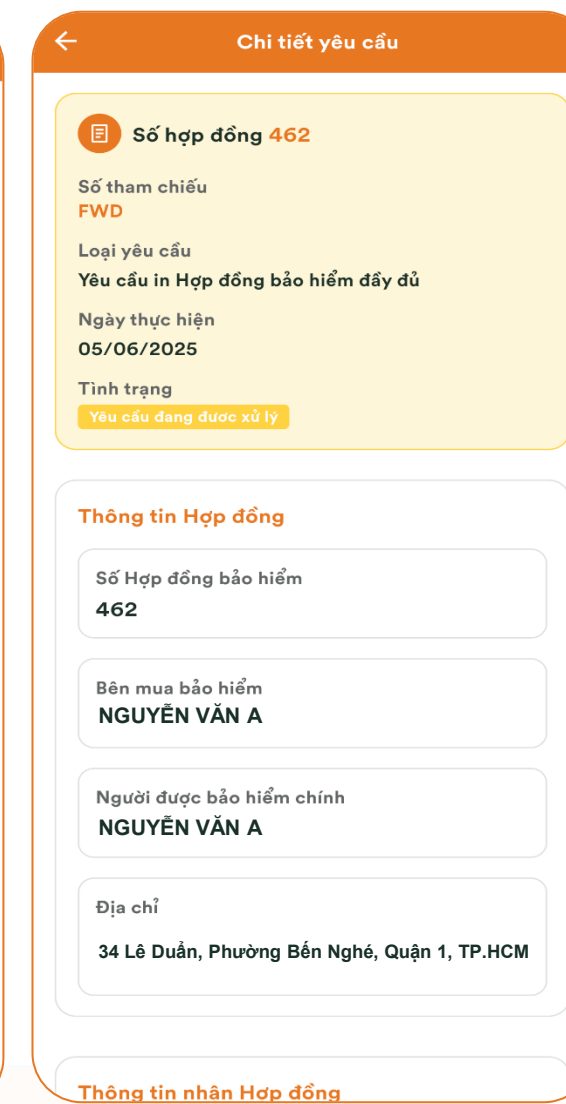 Chi tiết yêu cầu
Số hợp đồng 462
Số tham chiếu
FWD
Loại yêu cầu
Yêu cầu in Hợp đồng bảo hiểm đầy đủ
Ngày thực hiện
05/06/2025
Tình trạng
Yêu cầu đang được xử lý
Thông tin Hợp đồng
Số Hợp đồng bảo hiểm
462
Bên mua bảo hiểm
NGUYỄN VĂN A
Người được bảo hiểm chính
NGUYỄN VĂN A
Địa chỉ
34 Lê Duẩn, Phường Bến Nghé, Quận 1, TP.HCM
Thông tin nhận Hợp đồng